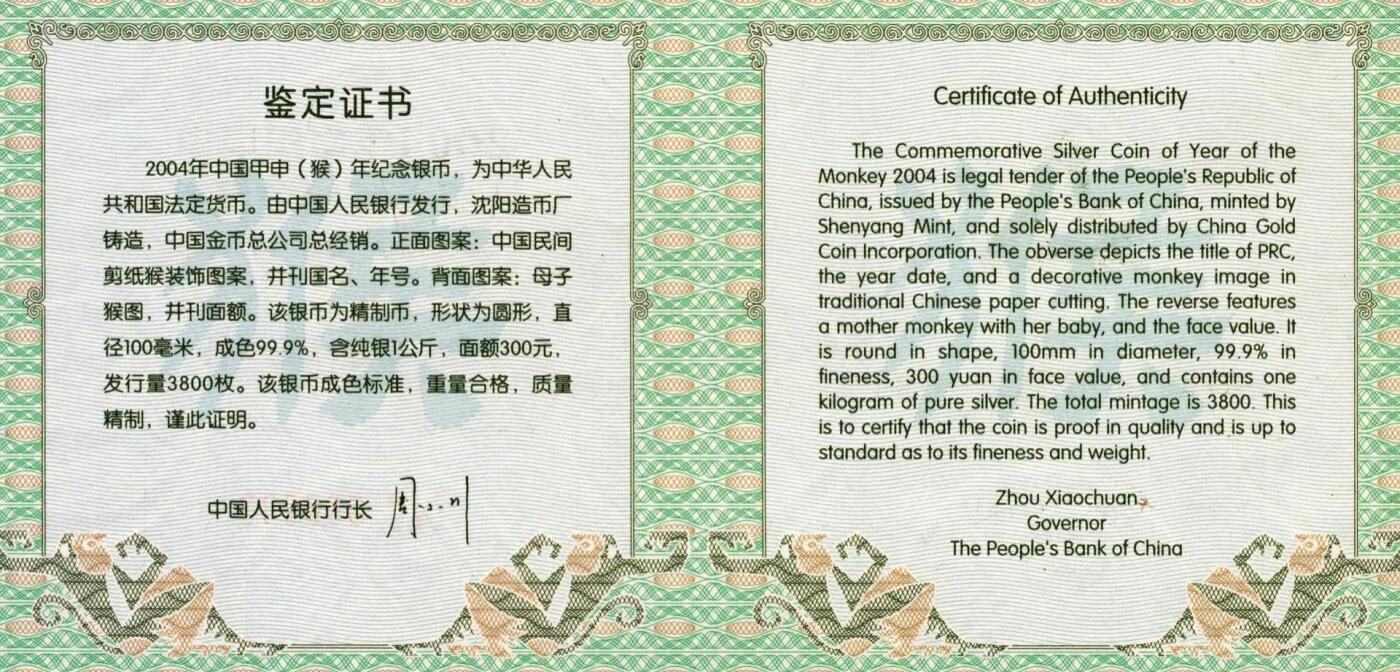 鉴定证书
2004年中国甲申（猴）年纪念银币，为中华人民
共和国法定货币。由中国人民银行发行，沈阳造币厂
铸造，中国金币总公司总经销。正面图案：中国民间
剪纸猴装饰图案，并刊国名、年号。背面图案：母子
猴图，并刊面额。该银币为精制币，形状为圆形，直
径100毫米，成色99.9%，含纯银1公斤，面额300元，
发行量3800枚。该银币成色标准，重量合格，质量
精制，谨此证明。
中国人民银行行长 周小川
Certificate of Authenticity
The Commemorative Silver Coin of Year of the
Monkey 2004 is legal tender of the People's Republic of
China, issued by the People's Bank of China, minted by
Shenyang Mint, and solely distributed by China Gold
Coin Incorporation. The obverse depicts the title of PRC,
the year date, and a decorative monkey image in
traditional Chinese paper cutting. The reverse features
a mother monkey with her baby, and the face value. It
is round in shape, 100mm in diameter, 99.9% in
fineness, 300 yuan in face value, and contains one
kilogram of pure silver. The total mintage is 3800. This
is to certify that the coin is proof in quality and is up to
standard as to its fineness and weight.
Zhou Xiaochuan
Governor
The People's Bank of China